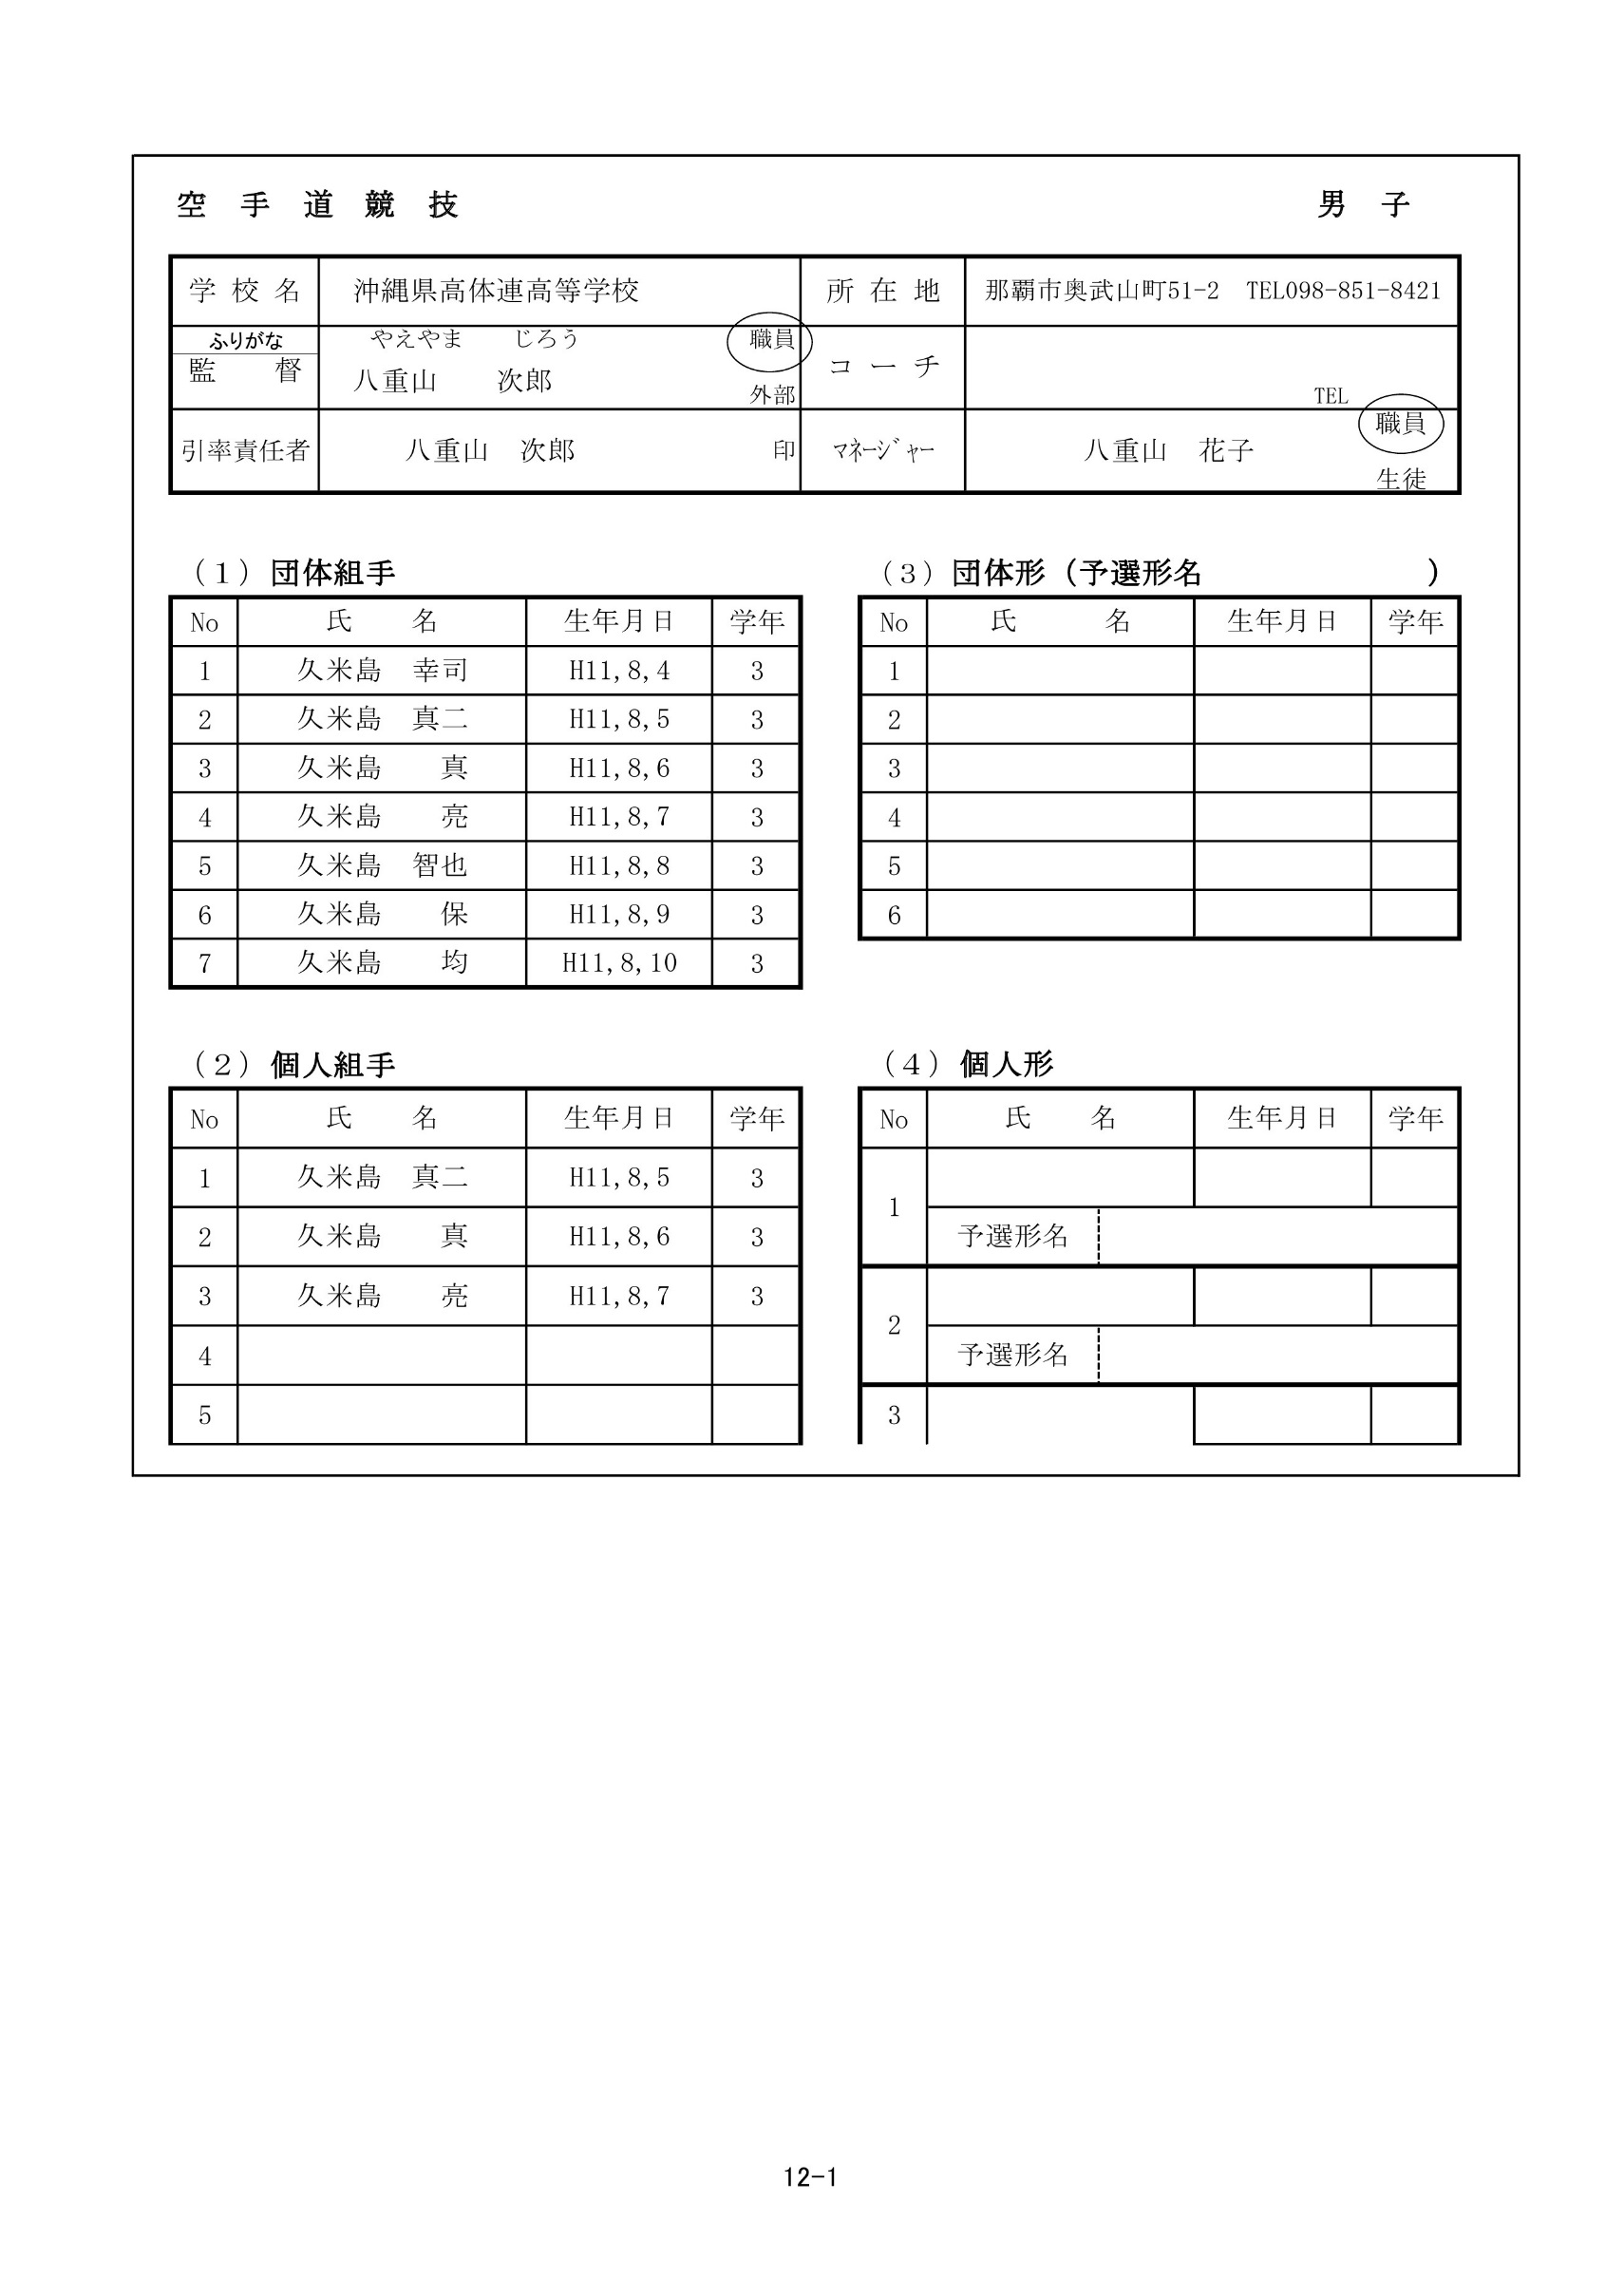 空手道競技　男子
学校名　沖縄県高体連高等学校　所在地　那覇市奥武山町51-2　TEL098-851-8421
ふりがな　やえやま　じろう　職員
監督　八重山　次郎　外部　コーチ　TEL
引率責任者　八重山　次郎　印　マネージャー　八重山　花子　職員
生徒
（１）団体組手
No　氏名　生年月日　学年
1　久米島　幸司　H11,8,4　3
2　久米島　真二　H11,8,5　3
3　久米島　真　H11,8,6　3
4　久米島　亮　H11,8,7　3
5　久米島　智也　H11,8,8　3
6　久米島　保　H11,8,9　3
7　久米島　均　H11,8,10　3
（３）団体形（予選形名　）
No　氏名　生年月日　学年
1
2
3
4
5
6
（２）個人組手
No　氏名　生年月日　学年
1　久米島　真二　H11,8,5　3
2　久米島　真　H11,8,6　3
3　久米島　亮　H11,8,7　3
4
5
（４）個人形
No　氏名　生年月日　学年
1
予選形名
2
予選形名
3
12-1